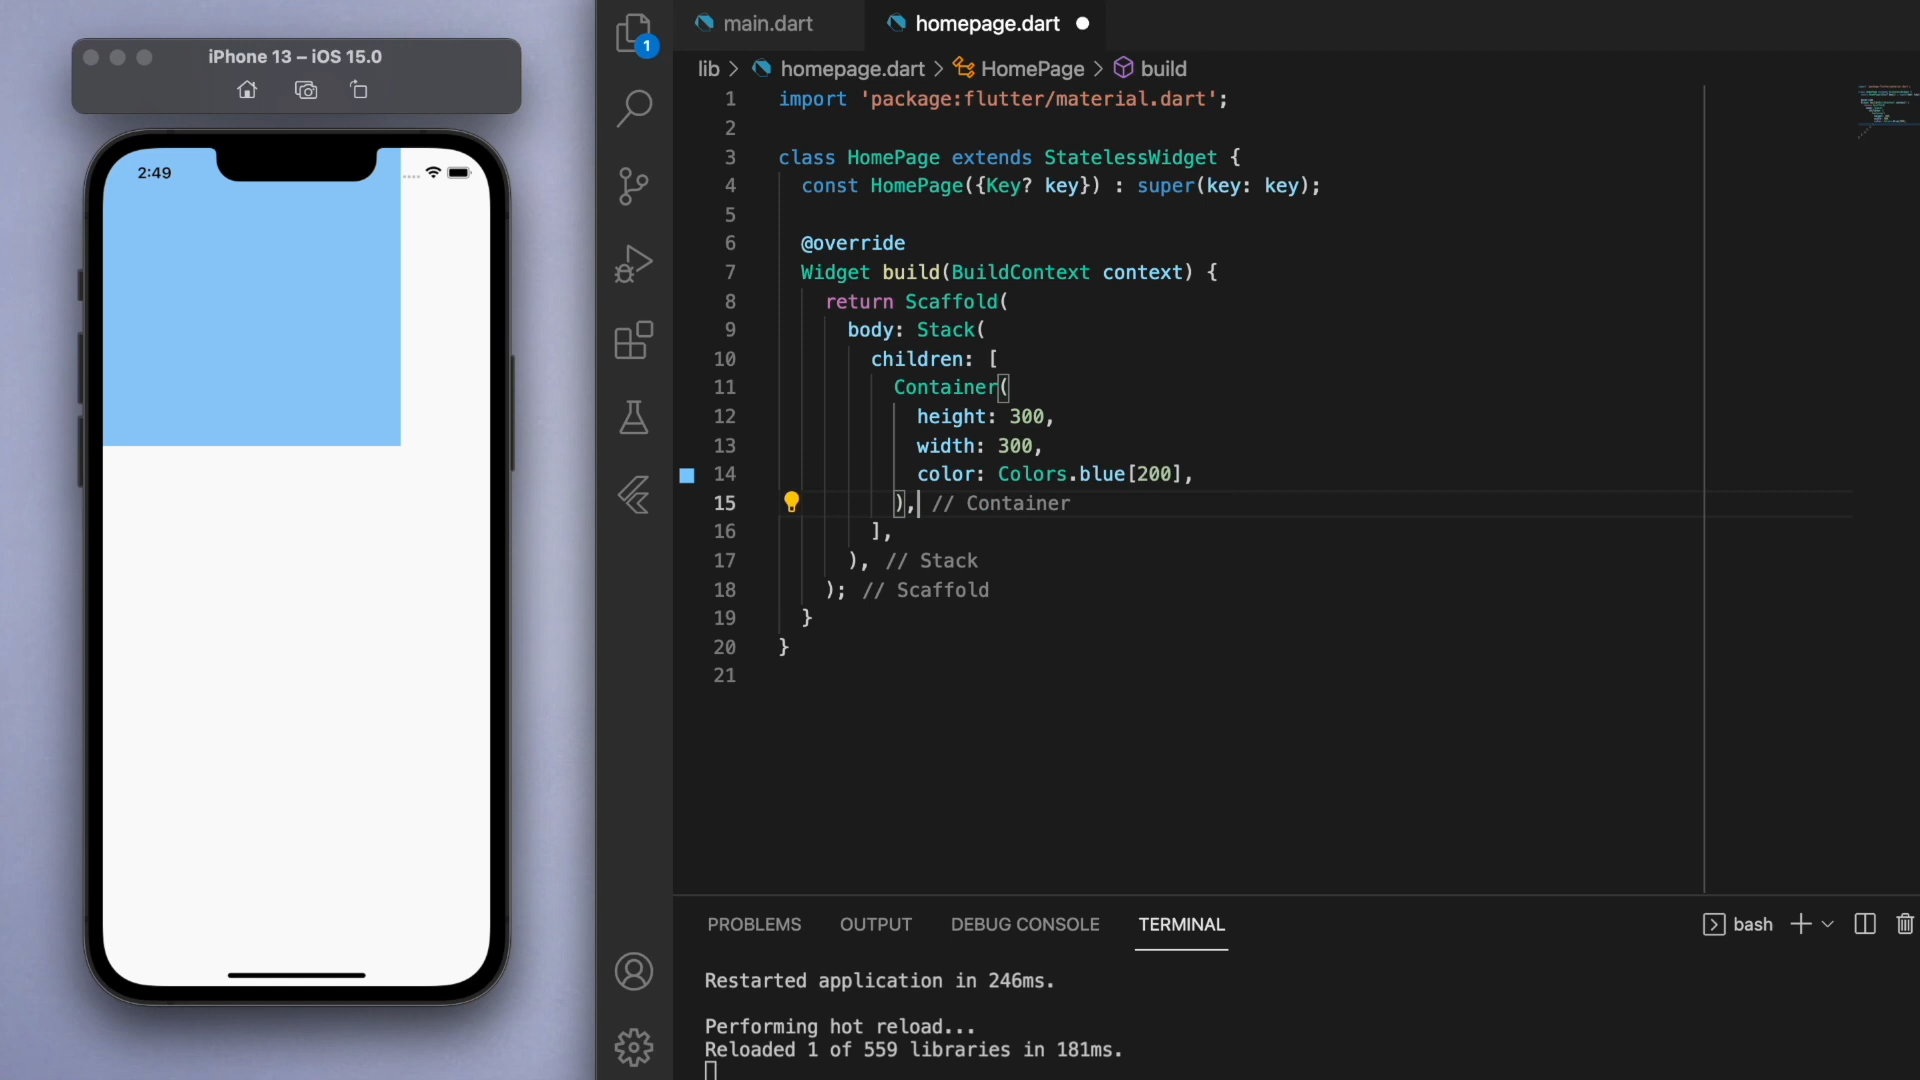 iPhone 13 – iOS 15.0
2:49
1
main.dart
homepage.dart
lib > homepage.dart > HomePage > build
1 import 'package:flutter/material.dart';
2
3 class HomePage extends StatelessWidget {
4 const HomePage({Key? key}) : super(key: key);
5
6 @override
7 Widget build(BuildContext context) {
8 return Scaffold(
9 body: Stack(
10 children: [
11 Container(
12 height: 300,
13 width: 300,
14 color: Colors.blue[200],
15 ), // Container
16 ],
17 ), // Stack
18 ); // Scaffold
19 }
20 }
21
PROBLEMS OUTPUT DEBUG CONSOLE TERMINAL bash
Restarted application in 246ms.
Performing hot reload...
Reloaded 1 of 559 libraries in 181ms.